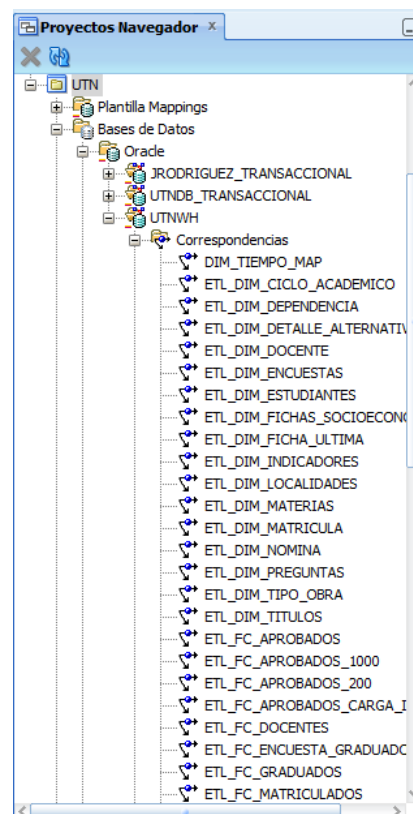 Proyectos Navegador x
UTN
Plantilla Mappings
Bases de Datos
Oracle
JRODRIGUEZ_TRANSACCIONAL
UTNDB_TRANSACCIONAL
UTNWH
Correspondencias
DIM_TIEMPO_MAP
ETL_DIM_CICLO_ACADEMICO
ETL_DIM_DEPENDENCIA
ETL_DIM_DETALLE_ALTERNATIV
ETL_DIM_DOCENTE
ETL_DIM_ENCUESTAS
ETL_DIM_ESTUDIANTES
ETL_DIM_FICHAS_SOCIOECONO
ETL_DIM_FICHA_ULTIMA
ETL_DIM_INDICADORES
ETL_DIM_LOCALIDADES
ETL_DIM_MATERIAS
ETL_DIM_MATRICULA
ETL_DIM_NOMINA
ETL_DIM_PREGUNTAS
ETL_DIM_TIPO_OBRA
ETL_DIM_TITULOS
ETL_FC_APROBADOS
ETL_FC_APROBADOS_1000
ETL_FC_APROBADOS_200
ETL_FC_APROBADOS_CARGA_I
ETL_FC_DOCENTES
ETL_FC_ENCUESTA_GRADUADO
ETL_FC_GRADUADOS
ETL_FC_MATRICULADOS